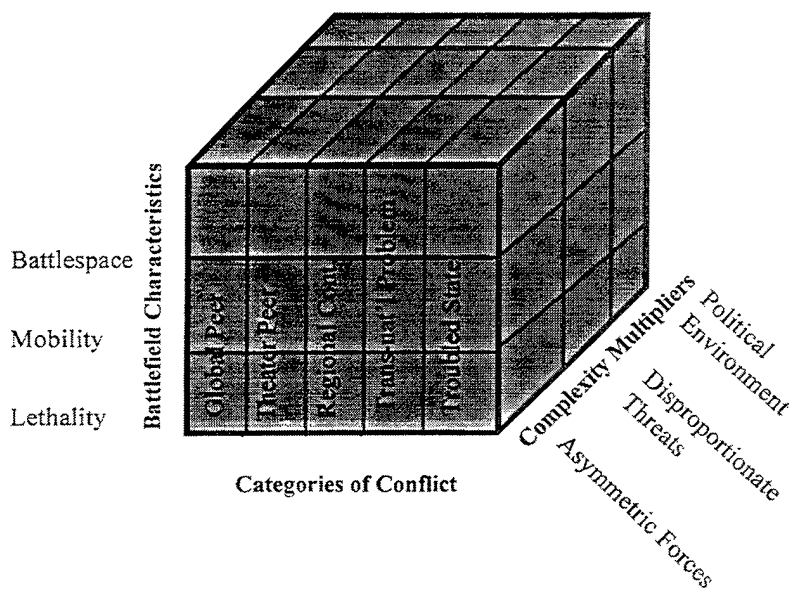 Battlefield Characteristics
Battlespace
Mobility
Lethality
Global Peer
Theater Peer
Regional Cont.
Trans-nat'l Problem
Troubled State
Categories of Conflict
Complexity Multipliers
Political
Environment
Disproportionate
Threats
Asymmetric Forces